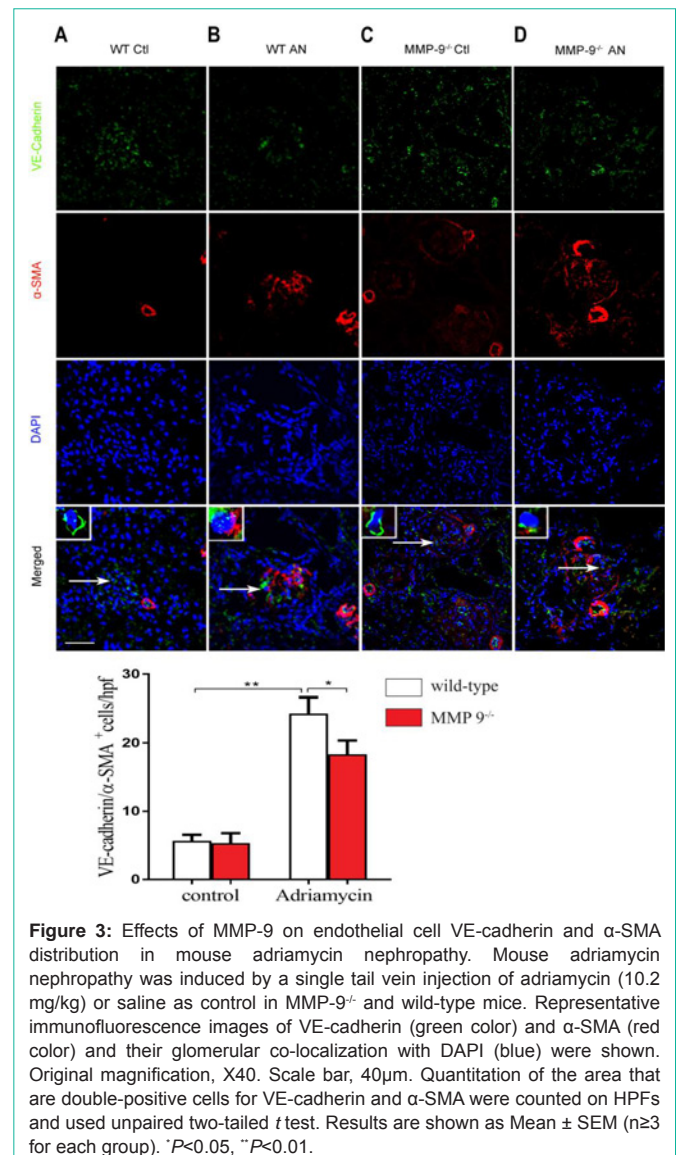 A B C D
WT Ctl WT AN MMP-9-/- Ctl MMP-9-/- AN
VE-Cadherin
α-SMA
DAPI
Merged
30
20
10
0
VE-cadherin/α-SMA +cells/hpf
** *
wild-type
MMP 9-/-
control Adriamycin
Figure 3: Effects of MMP-9 on endothelial cell VE-cadherin and α-SMA
distribution in mouse adriamycin nephropathy. Mouse adriamycin
nephropathy was induced by a single tail vein injection of adriamycin (10.2
mg/kg) or saline as control in MMP-9-/- and wild-type mice. Representative
immunofluorescence images of VE-cadherin (green color) and α-SMA (red
color) and their glomerular co-localization with DAPI (blue) were shown.
Original magnification, X40. Scale bar, 40μm. Quantitation of the area that
are double-positive cells for VE-cadherin and α-SMA were counted on HPFs
and used unpaired two-tailed t test. Results are shown as Mean ± SEM (n≥3
for each group). *P<0.05, **P<0.01.